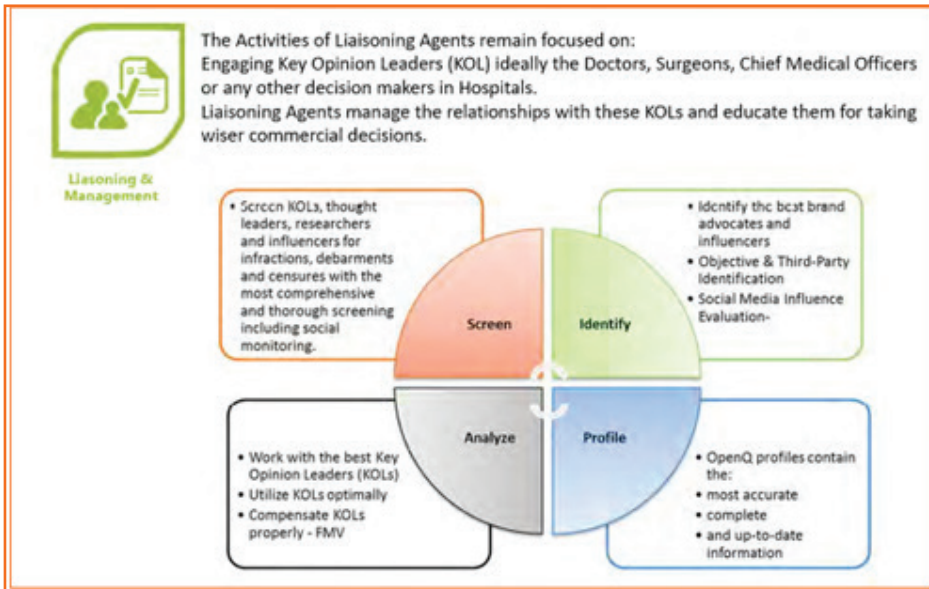 The Activities of Liaisoning Agents remain focused on:
Engaging Key Opinion Leaders (KOL) ideally the Doctors, Surgeons, Chief Medical Officers
or any other decision makers in Hospitals.
Liaisoning Agents manage the relationships with these KOLs and educate them for taking
wiser commercial decisions.
Liasoning &
Management
• Screen KOLs, thought
leaders, researchers
and influencers for
infractions, debarments
and censures with the
most comprehensive
and thorough screening
including social
monitoring.
• Identify the best brand
advocates and
influencers
• Objective & Third-Party
Identification
• Social Media Influence
Evaluation-
Screen
Identify
Analyze
Profile
• Work with the best Key
Opinion Leaders (KOLs)
• Utilize KOLs optimally
• Compensate KOLs
properly - FMV
• OpenQ profiles contain
the:
• most accurate
• complete
• and up-to-date
information